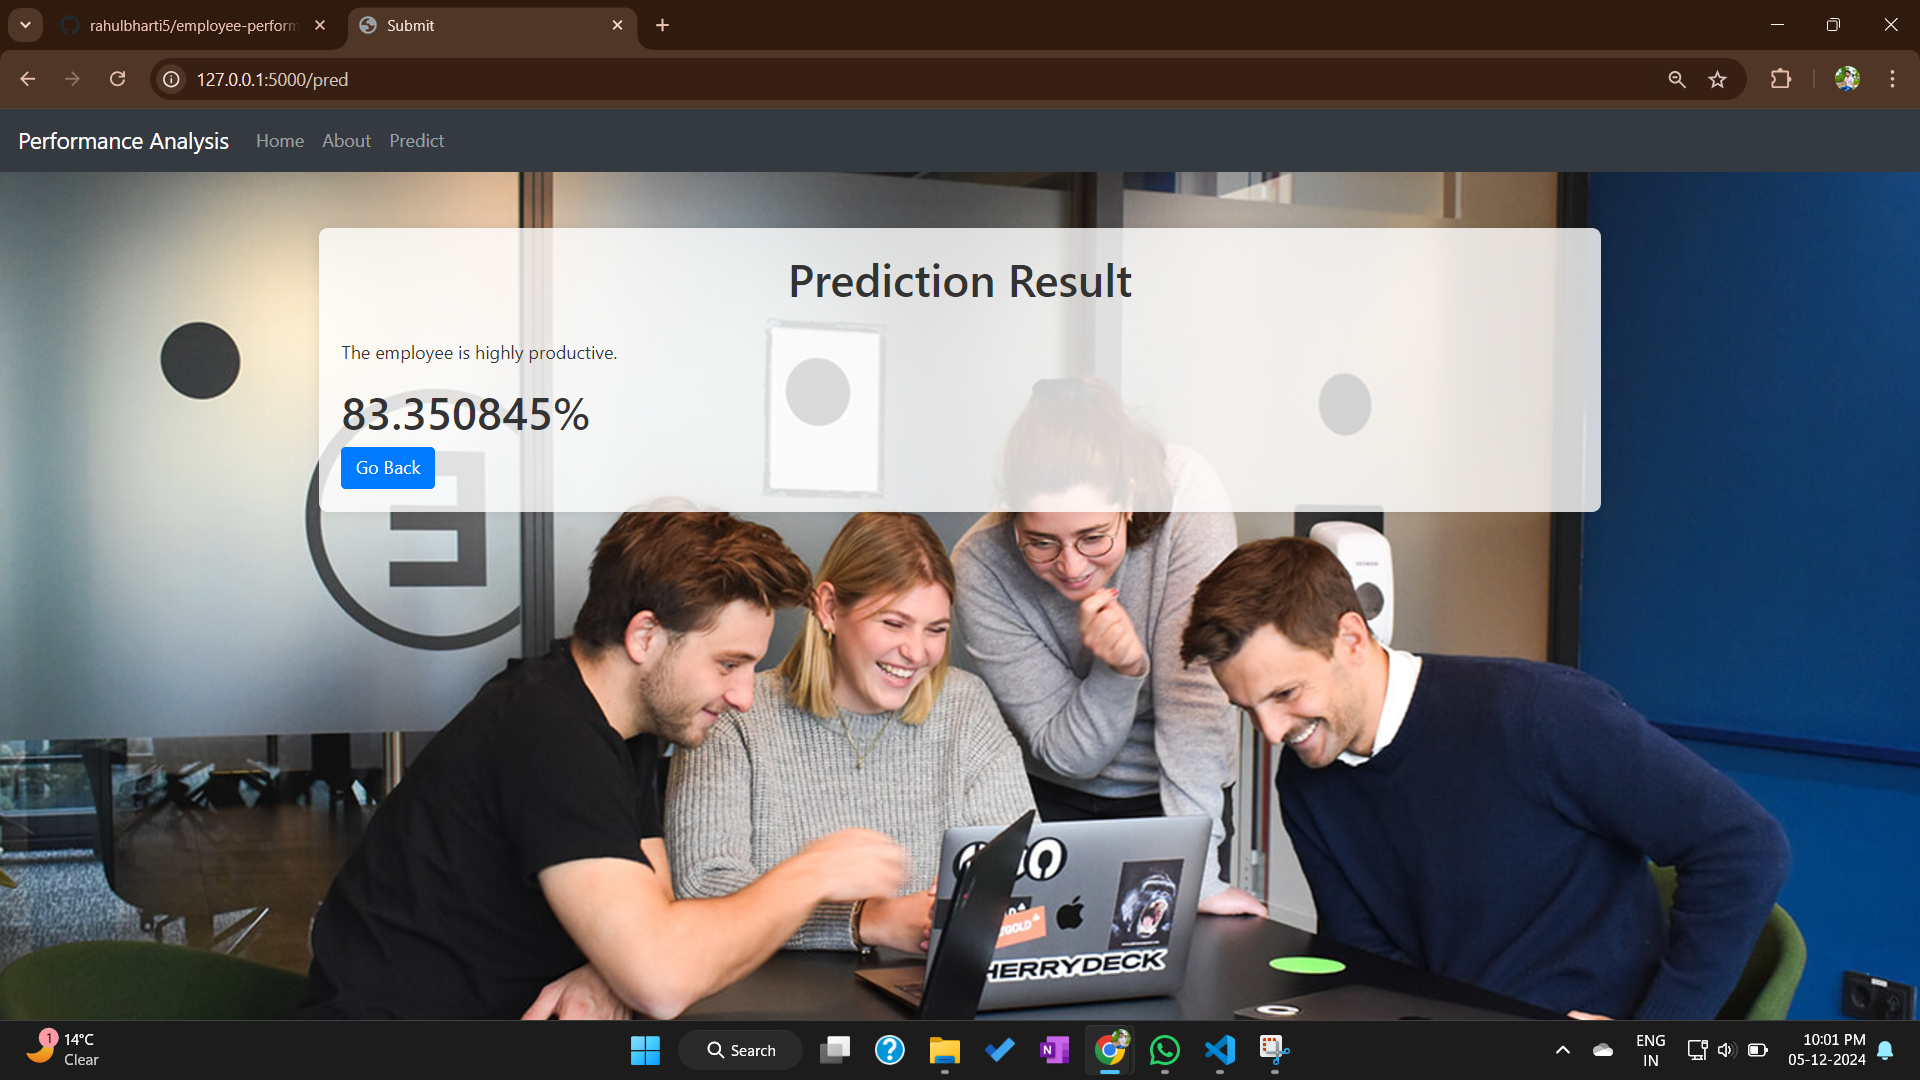 rahulbharti5/employee-perform
Submit
127.0.0.1:5000/pred
Performance Analysis
Home
About
Predict
Prediction Result
The employee is highly productive.
83.350845%
Go Back
HERRYDECK
1
14°C
Clear
Search
N
ENG
IN
10:01 PM
05-12-2024